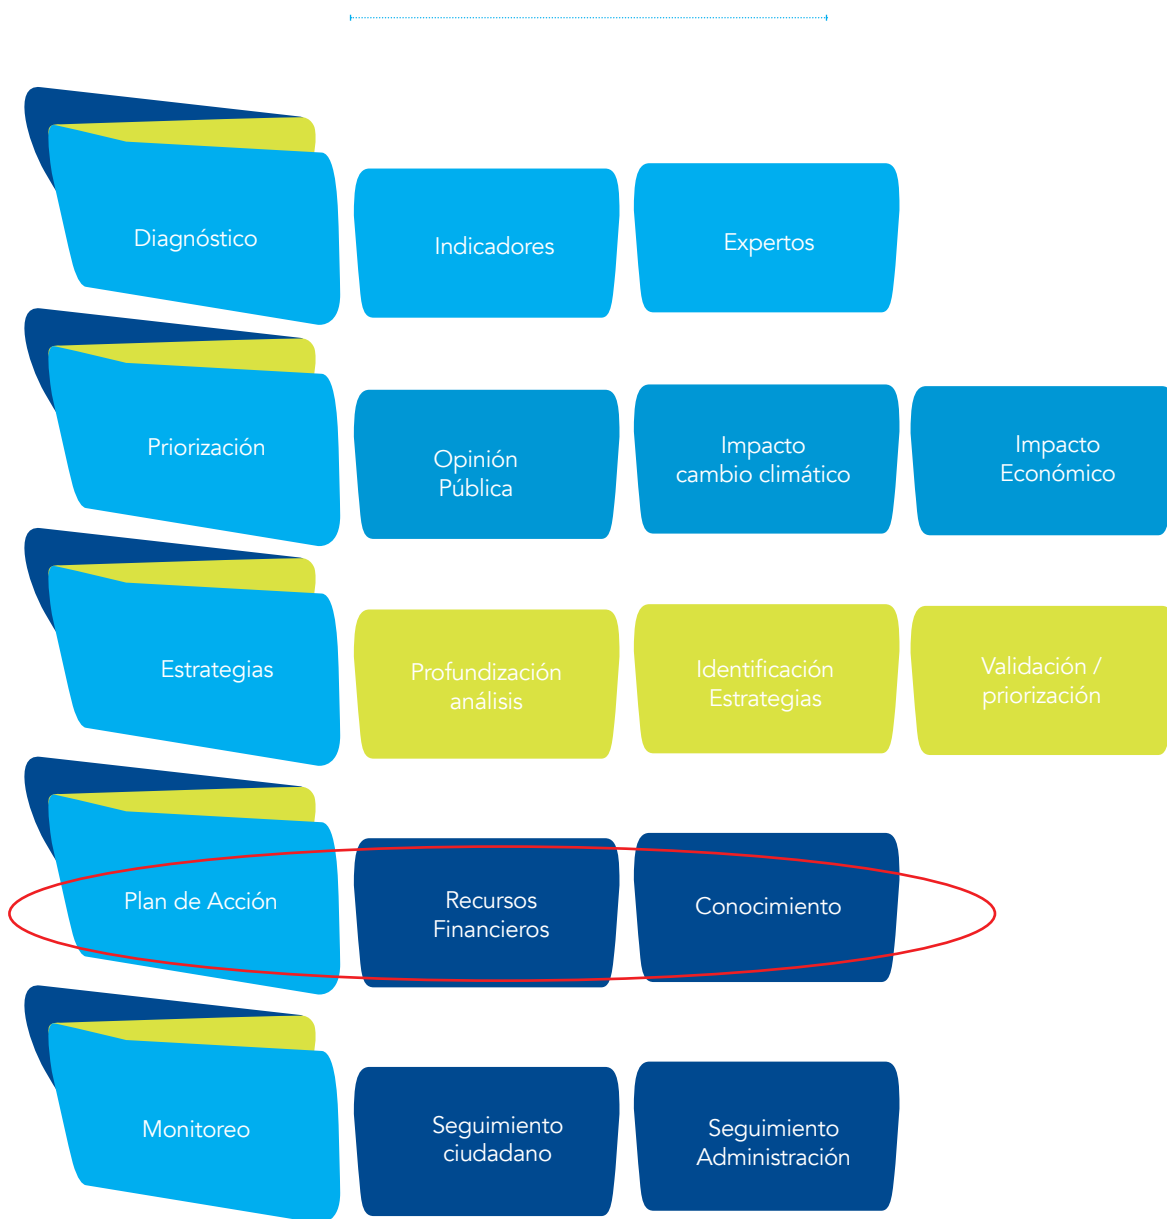 Diagnóstico
Indicadores
Expertos
Priorización
Opinión
Pública
Impacto
cambio climático
Impacto
Económico
Estrategias
Profundización
análisis
Identificación
Estrategias
Validación /
priorización
Plan de Acción
Recursos
Financieros
Conocimiento
Monitoreo
Seguimiento
ciudadano
Seguimiento
Administración